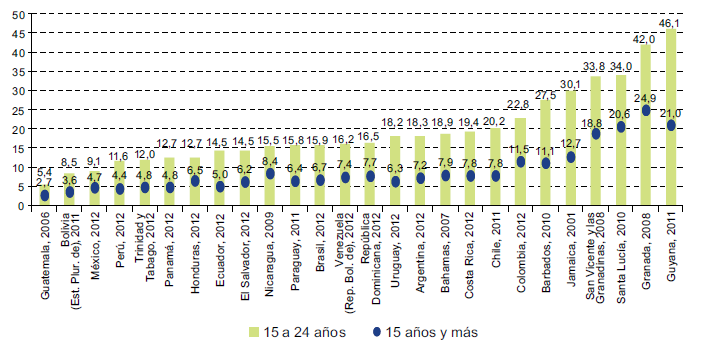 50
45
40
35
30
25
20
15
10
5
0
5,4
8,5
9,1
11,6
12,0
12,7
12,7
14,5
14,5
15,5
15,8
15,9
16,2
16,5
18,2
18,3
18,9
19,4
20,2
22,8
27,5
30,1
33,8
34,0
42,0
46,1
2,7
3,6
4,7
4,4
4,8
4,8
6,5
5,0
6,2
8,4
6,4
6,7
7,4
7,7
6,3
7,2
7,9
7,8
7,8
11,5
11,1
12,7
18,8
20,6
24,9
21,0
Guatemala, 2006
Bolivia
(Est. Plur. de), 2011
México, 2012
Perú, 2012
Trinidad y
Tabago, 2012
Panamá, 2012
Honduras, 2012
Ecuador, 2012
El Salvador, 2012
Nicaragua, 2009
Paraguay, 2011
Brasil, 2012
Venezuela
(Rep. Bol. de), 2012
República
Dominicana, 2012
Uruguay, 2012
Argentina, 2012
Bahamas, 2007
Costa Rica, 2012
Chile, 2011
Colombia, 2012
Barbados, 2010
Jamaica, 2001
San Vicente y las
Granadinas, 2008
Santa Lucía, 2010
Granada, 2008
Guyana, 2011
15 a 24 años
15 años y más